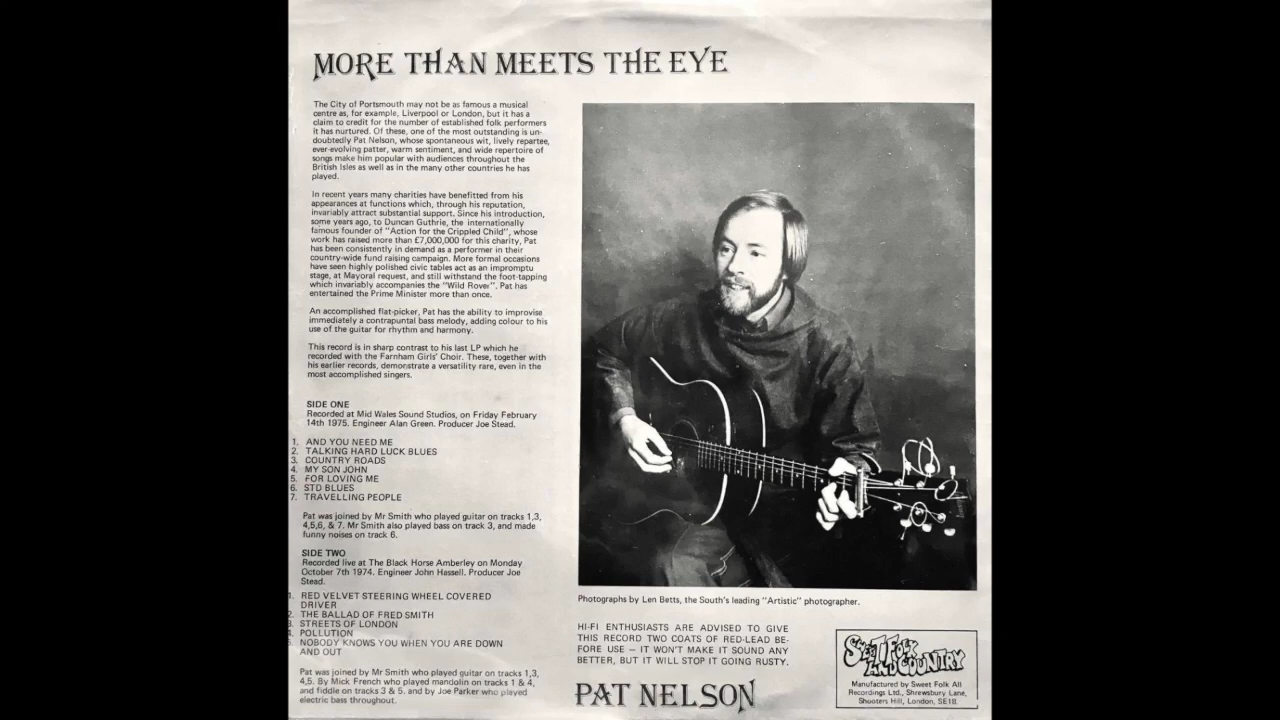 MORE THAN MEETS THE EYE
The City of Portsmouth may not be as famous a musical
centre as, for example, Liverpool or London, but it has a
claim to credit for the number of established folk performers
it has nurtured. Of these, one of the most outstanding is un-
doubtedly Pat Nelson, whose spontaneous wit, lively repartee,
ever-evolving patter, warm sentiment, and wide repertoire of
songs make him popular with audiences throughout the
British Isles as well as in the many other countries he has
played.
In recent years many charities have benefitted from his
appearances at functions which, through his reputation,
invariably attract substantial support. Since his introduction,
some years ago, to Duncan Guthrie, the internationally
famous founder of "Action for the Crippled Child", whose
work has raised more than £7,000,000 for this charity, Pat
has been consistently in demand as a performer in their
country-wide fund raising campaign. More formal occasions
have seen highly polished civic tables act as an impromptu
stage, at Mayoral request, and still withstand the foot-tapping
which invariably accompanies the "Wild Rover". Pat has
entertained the Prime Minister more than once.
An accomplished flat-picker, Pat has the ability to improvise
immediately a contrapuntal bass melody, adding colour to his
use of the guitar for rhythm and harmony.
This record is in sharp contrast to his last LP which he
recorded with the Farnham Girls' Choir. These, together with
his earlier records, demonstrate a versatility rare, even in the
most accomplished singers.
SIDE ONE
Recorded at Mid Wales Sound Studios, on Friday February
14th 1975. Engineer Alan Green. Producer Joe Stead.
1. AND YOU NEED ME
2. TALKING HARD LUCK BLUES
3. COUNTRY ROADS
4. MY SON JOHN
5. FOR LOVING ME
6. STD BLUES
7. TRAVELLING PEOPLE
Pat was joined by Mr Smith who played guitar on tracks 1,3,
4,5,6, & 7. Mr Smith also played bass on track 3, and made
funny noises on track 6.
SIDE TWO
Recorded live at The Black Horse Amberley on Monday
October 7th 1974. Engineer John Hassell. Producer Joe
Stead.
1. RED VELVET STEERING WHEEL COVERED
DRIVER
2. THE BALLAD OF FRED SMITH
3. STREETS OF LONDON
4. POLLUTION
5. NOBODY KNOWS YOU WHEN YOU ARE DOWN
AND OUT
Pat was joined by Mr Smith who played guitar on tracks 1,3,
4,5. By Mick French who played mandolin on tracks 1 & 4,
and fiddle on tracks 3 & 5. and by Joe Parker who played
electric bass throughout.
Photographs by Len Betts, the South's leading "Artistic" photographer.
HI-FI ENTHUSIASTS ARE ADVISED TO GIVE
THIS RECORD TWO COATS OF RED-LEAD BE-
FORE USE – IT WON'T MAKE IT SOUND ANY
BETTER, BUT IT WILL STOP IT GOING RUSTY.
PAT NELSON
SWEET FOLK
AND COUNTRY
Manufactured by Sweet Folk All
Recordings Ltd., Shrewsbury Lane,
Shooters Hill, London, SE18.